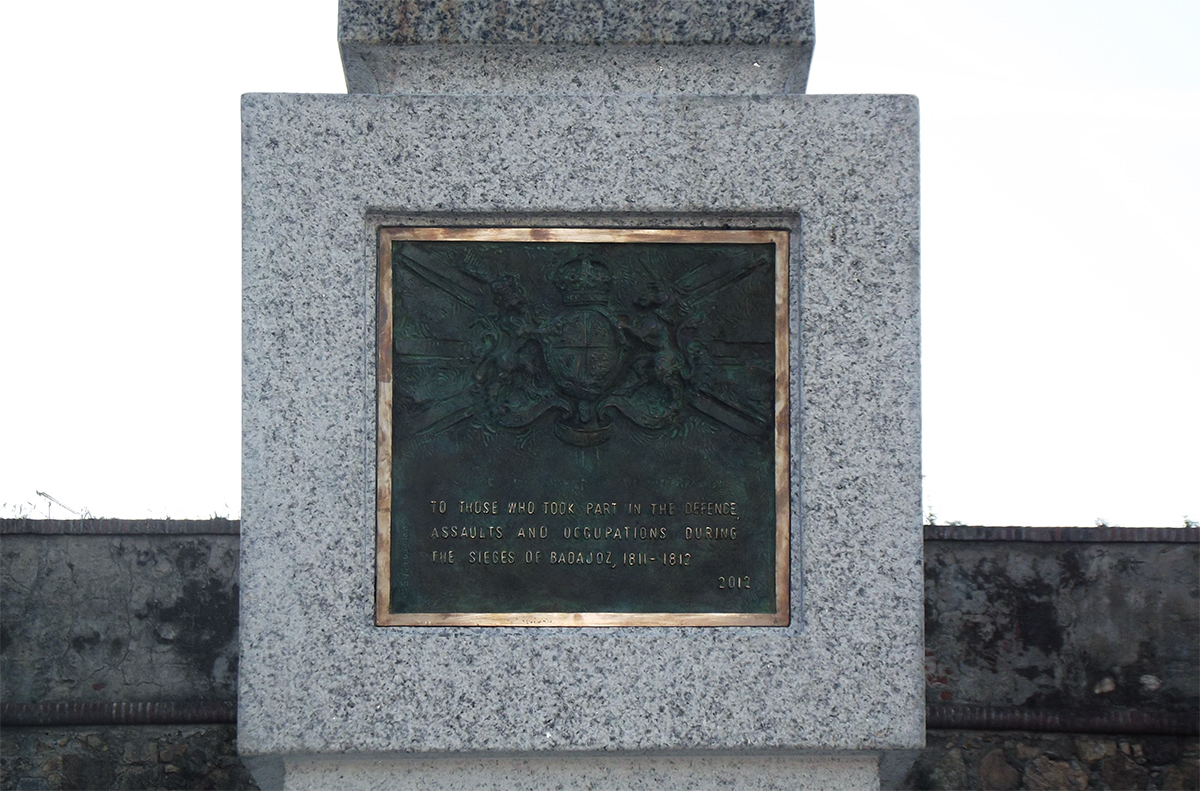 TO THOSE WHO TOOK PART IN THE DEFENCE,
ASSAULTS AND OCCUPATIONS DURING
THE SIEGES OF BADAJOZ, 1811-1812
2012